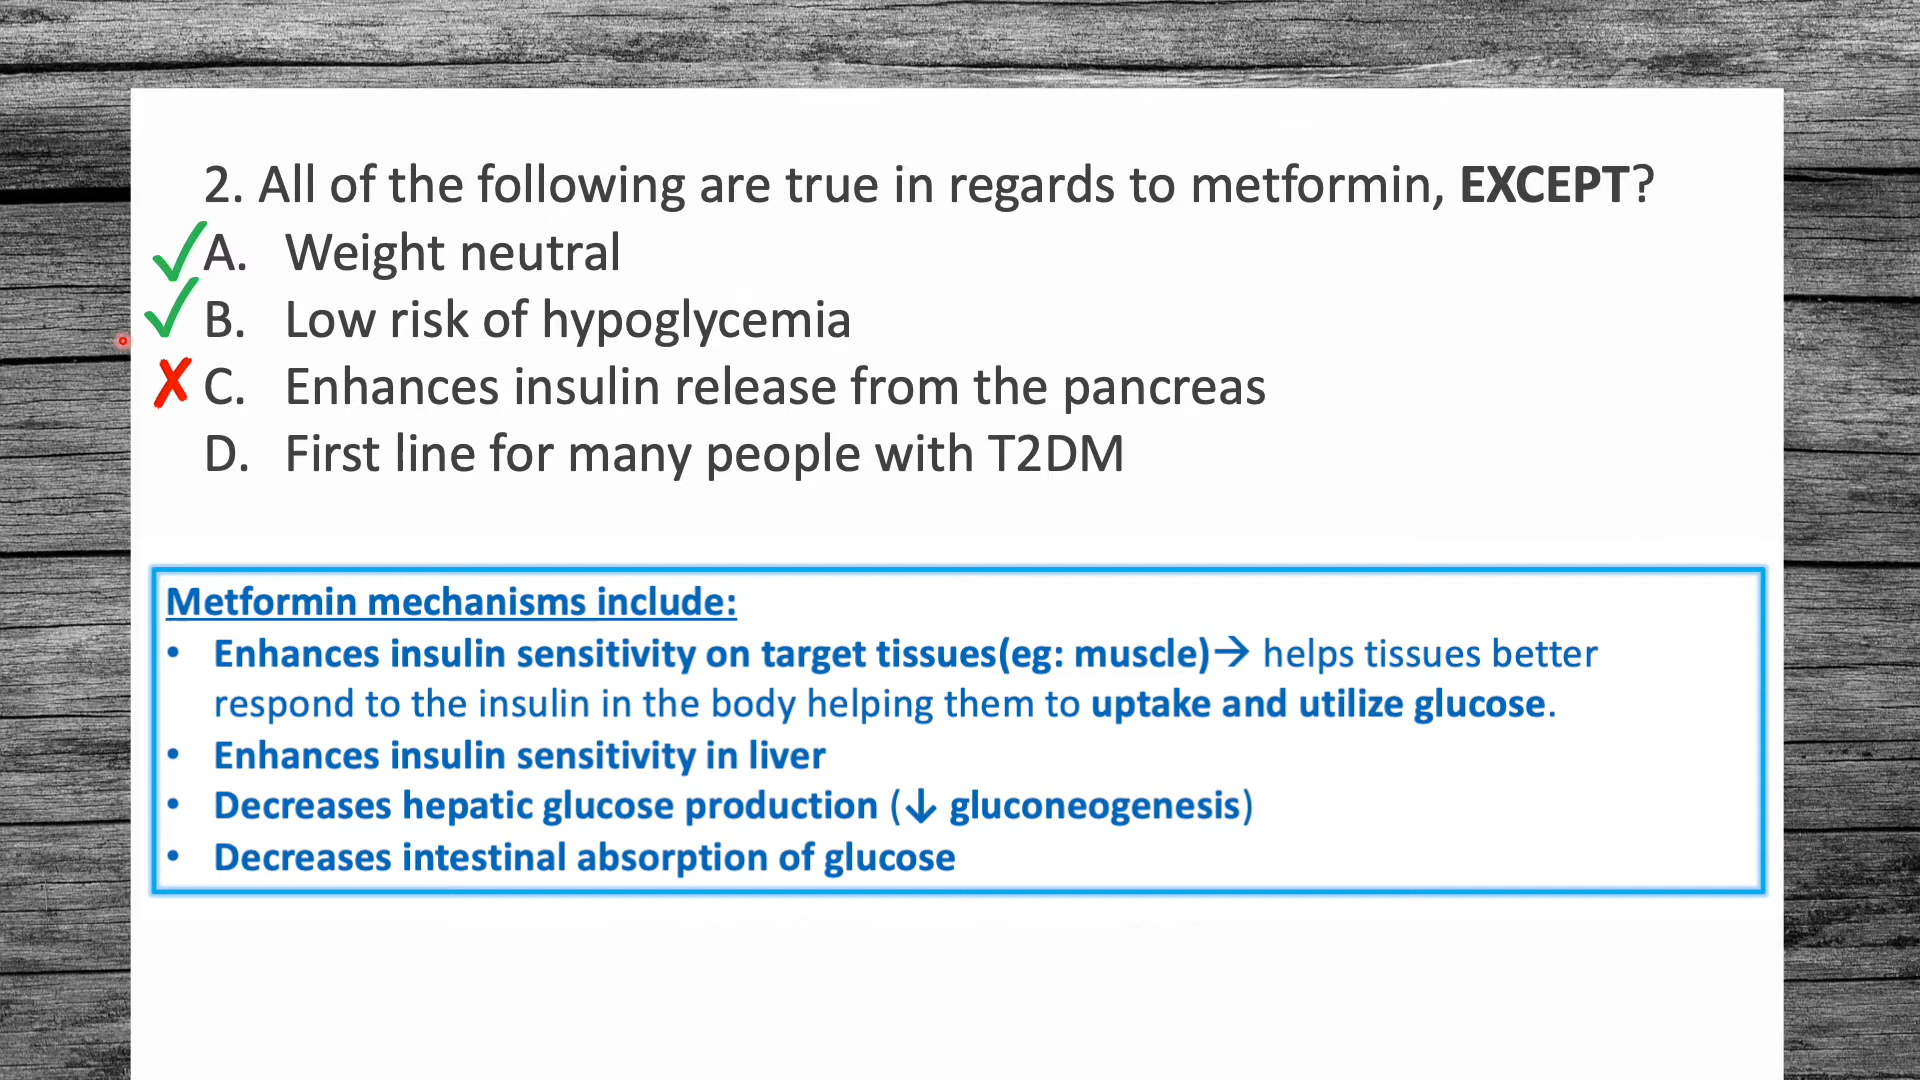 2. All of the following are true in regards to metformin, EXCEPT?
✓ A. Weight neutral
✓ B. Low risk of hypoglycemia
✗ C. Enhances insulin release from the pancreas
D. First line for many people with T2DM
Metformin mechanisms include:
• Enhances insulin sensitivity on target tissues(eg: muscle)→ helps tissues better
respond to the insulin in the body helping them to uptake and utilize glucose.
• Enhances insulin sensitivity in liver
• Decreases hepatic glucose production (↓ gluconeogenesis)
• Decreases intestinal absorption of glucose